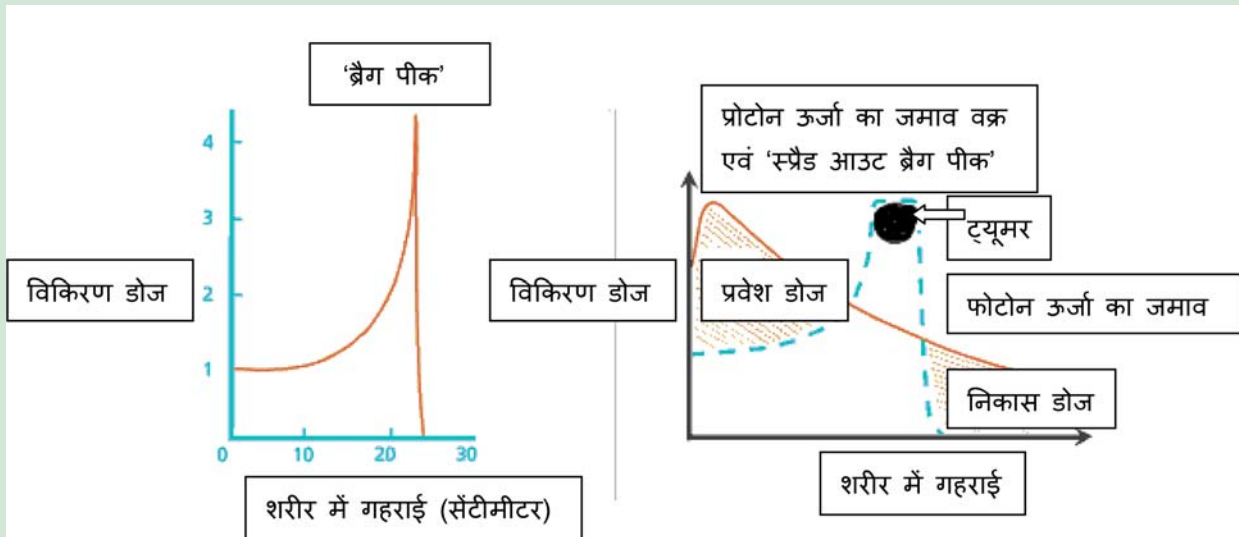 'ब्रैग पीक'
4
3
2
1
विकिरण डोज
0
10
20
30
शरीर में गहराई (सेंटीमीटर)
प्रोटोन ऊर्जा का जमाव वक्र
एवं 'स्प्रैड आउट ब्रैग पीक'
ट्यूमर
विकिरण डोज
प्रवेश डोज
फोटोन ऊर्जा का जमाव
निकास डोज
शरीर में गहराई